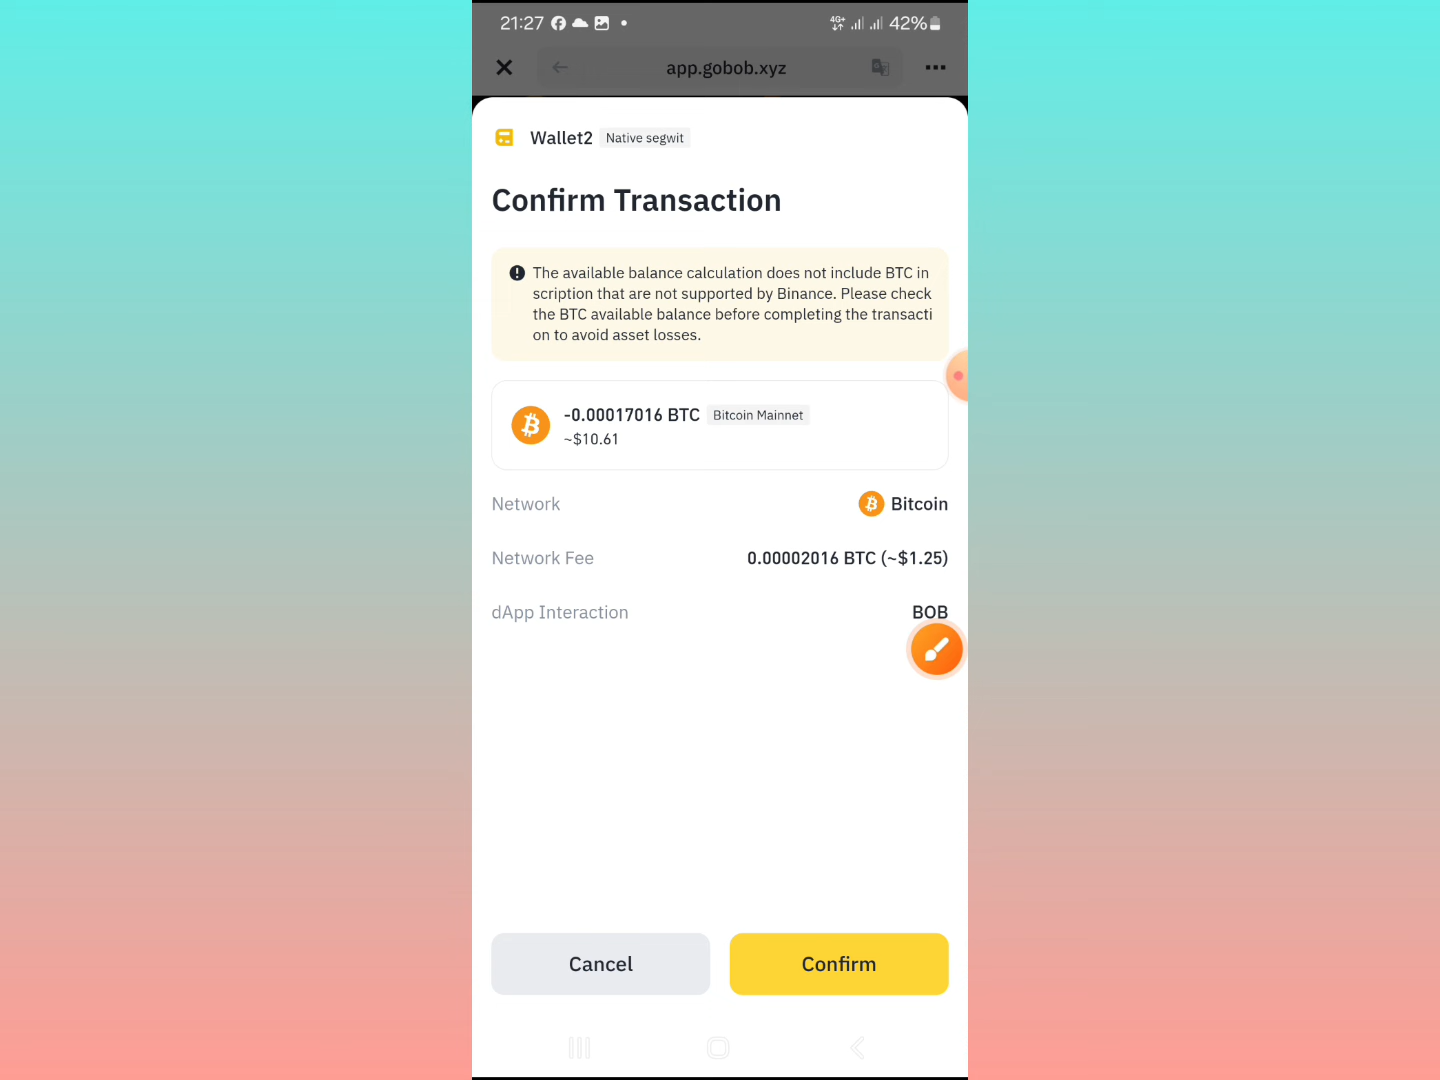 21:27
4G+
42%
app.gobob.xyz
Wallet2 Native segwit
Confirm Transaction
The available balance calculation does not include BTC in
scription that are not supported by Binance. Please check
the BTC available balance before completing the transacti
on to avoid asset losses.
-0.00017016 BTC Bitcoin Mainnet
~$10.61
Network Bitcoin
Network Fee 0.00002016 BTC (~$1.25)
dApp Interaction BOB
Cancel Confirm